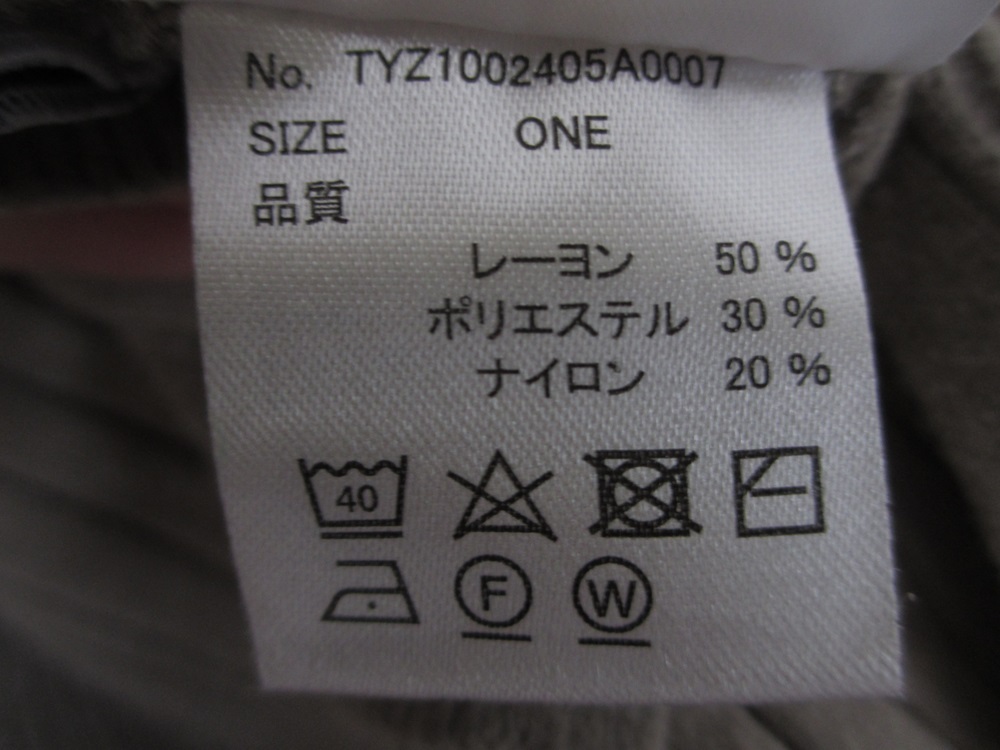 No. TYZ1002405A0007
SIZE ONE
品質
レーヨン 50 %
ポリエステル 30 %
ナイロン 20 %
40
F W